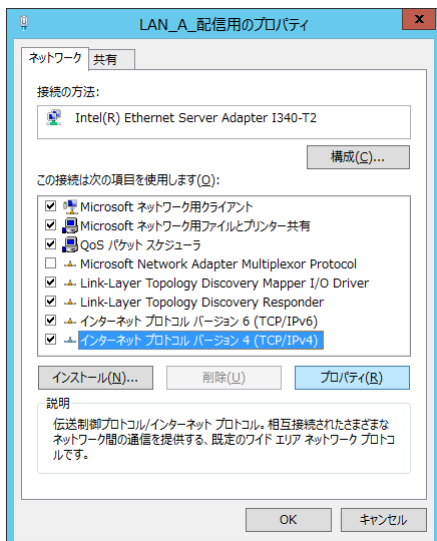 LAN_A_配信用のプロパティ
x
ネットワーク 共有
接続の方法:
Intel(R) Ethernet Server Adapter I340-T2
構成(C)...
この接続は次の項目を使用します(O):
Microsoft ネットワーク用クライアント
Microsoft ネットワーク用ファイルとプリンター共有
QoS パケット スケジューラ
Microsoft Network Adapter Multiplexor Protocol
Link-Layer Topology Discovery Mapper I/O Driver
Link-Layer Topology Discovery Responder
インターネット プロトコル バージョン 6 (TCP/IPv6)
インターネット プロトコル バージョン 4 (TCP/IPv4)
インストール(N)... 削除(U) プロパティ(R)
説明
伝送制御プロトコル/インターネット プロトコル。相互接続されたさまざまな
ネットワーク間の通信を提供する、既定のワイド エリア ネットワーク プロトコ
ルです。
OK キャンセル